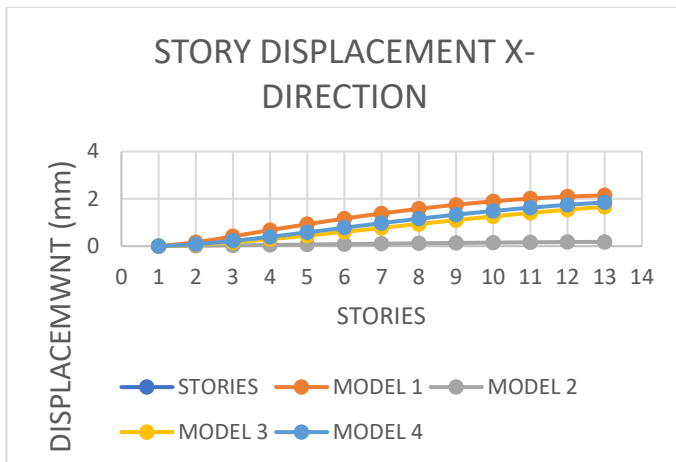 STORY DISPLACEMENT X-
DIRECTION
DISPLACEMWNT (mm)
4
2
0
0 1 2 3 4 5 6 7 8 9 10 11 12 13 14
STORIES
STORIES MODEL 1 MODEL 2
MODEL 3 MODEL 4